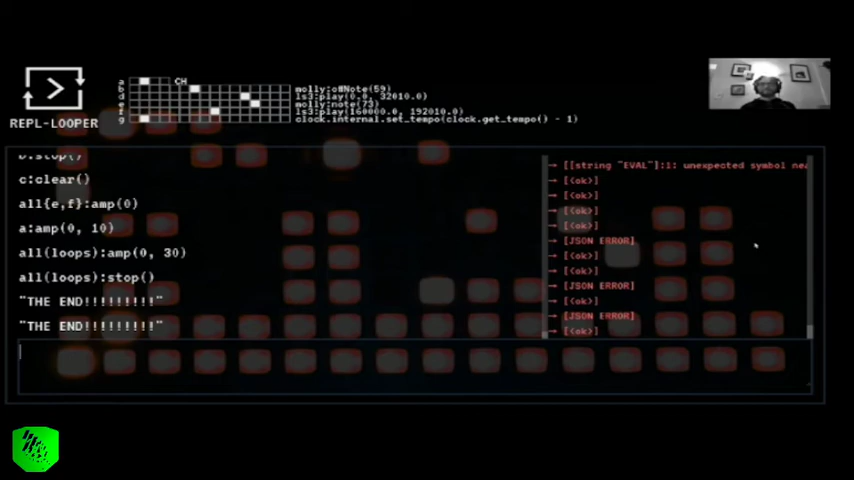 a
CH
b
d
e
f
g
molly:offNote(59)
ls3:play(0.0, 32010.0)
molly:note(73)
ls3:play(160000.0, 192010.0)
clock.internal.set_tempo(clock.get_tempo() - 1)
REPL-LOOPER
b.stop()
c:clear()
all{e,f}:amp(0)
a:amp(0, 10)
all(loops):amp(0, 30)
all(loops):stop()
"THE END!!!!!!!!!"
"THE END!!!!!!!!!"
→ [[string "EVAL"]:1: unexpected symbol nea
→ [<ok>]
→ [<ok>]
→ [<ok>]
→ [<ok>]
→ [JSON ERROR]
→ [<ok>]
→ [<ok>]
→ [JSON ERROR]
→ [<ok>]
→ [JSON ERROR]
→ [<ok>]